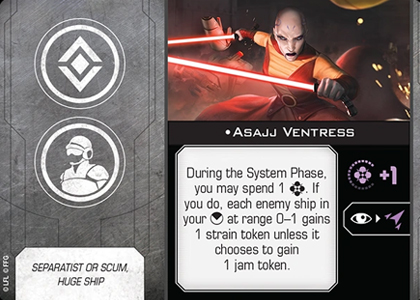 •Asajj Ventress
During the System Phase,
you may spend 1 . If
you do, each enemy ship in
your at range 0–1 gains
1 strain token unless it
chooses to gain
1 jam token.
+1
SEPARATIST OR SCUM,
HUGE SHIP
©LFL ©FFG